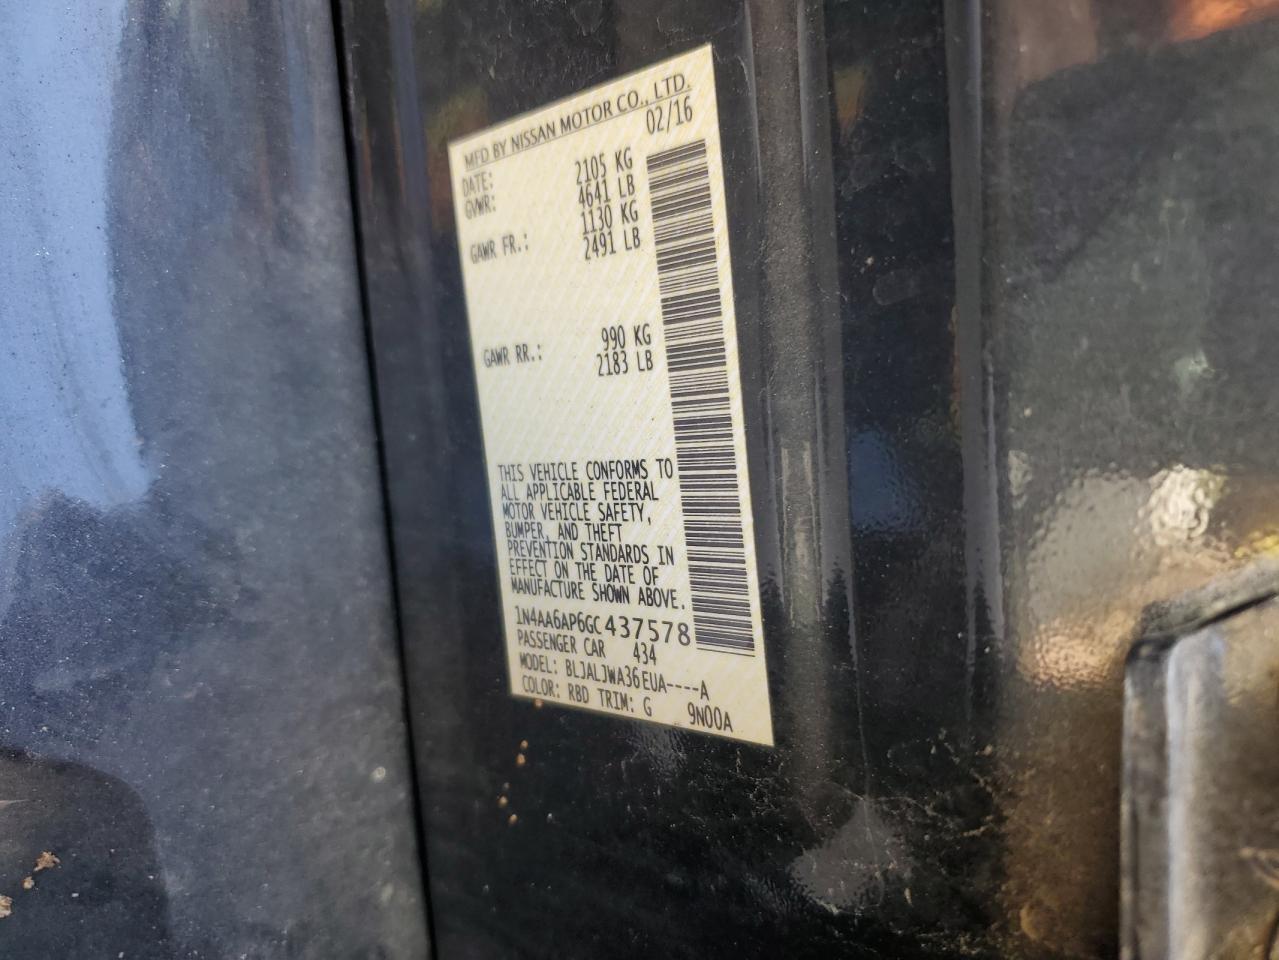 MFD BY NISSAN MOTOR CO., LTD.
DATE: 02/16
GVWR: 2105 KG
4641 LB
GAWR FR.: 1130 KG
2491 LB
GAWR RR.: 990 KG
2183 LB
THIS VEHICLE CONFORMS TO
ALL APPLICABLE FEDERAL
MOTOR VEHICLE SAFETY,
BUMPER, AND THEFT
PREVENTION STANDARDS IN
EFFECT ON THE DATE OF
MANUFACTURE SHOWN ABOVE.
1N4AA6AP6GC437578
PASSENGER CAR 434
MODEL: BLJALJWA36EUA----A
COLOR: RBD TRIM: G 9N00A